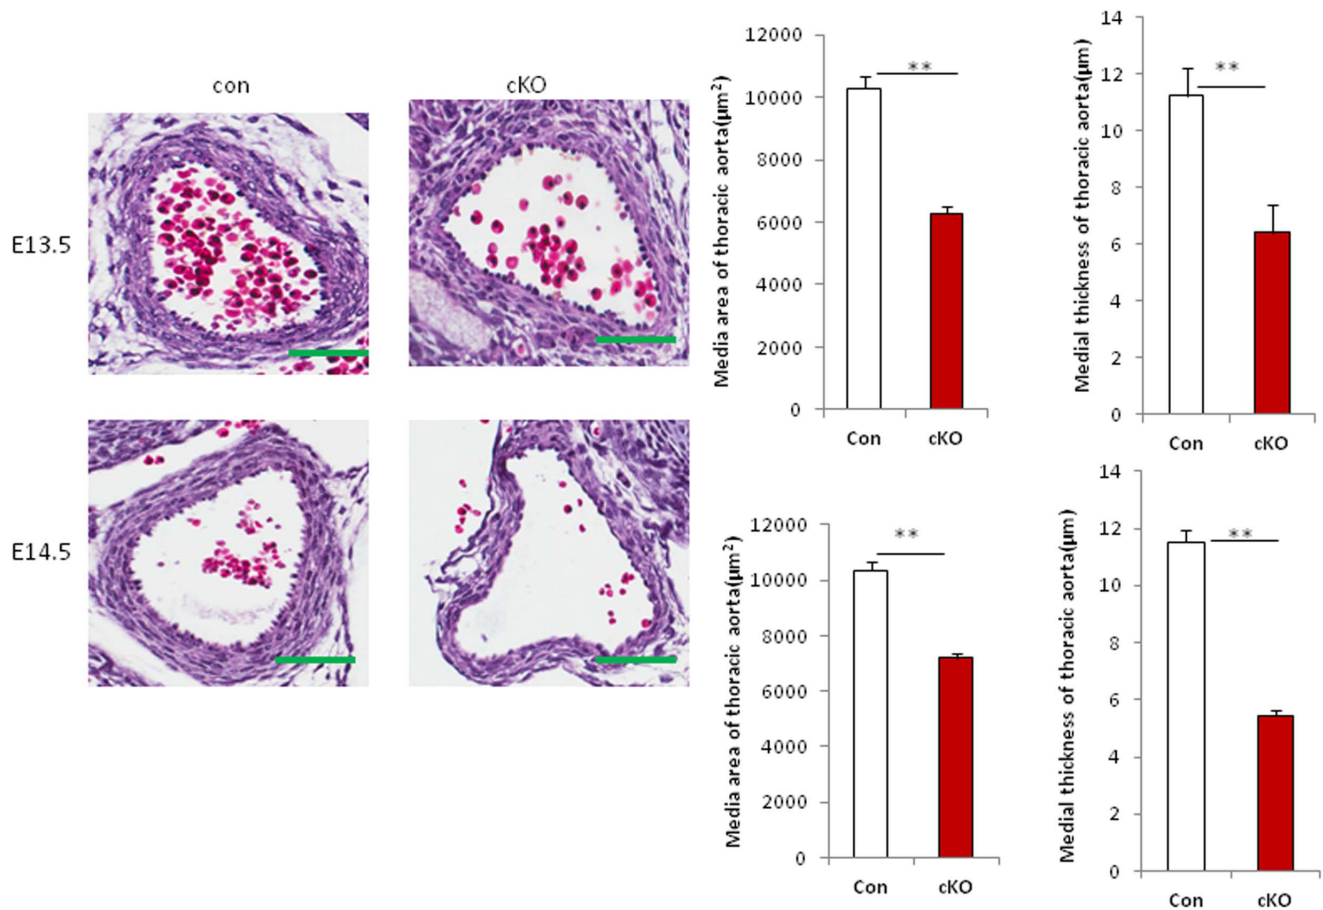 con
cKO
E13.5
E14.5
Media area of thoracic aorta(μm²)
12000
10000
8000
6000
4000
2000
0
**
Con
cKO
Medial thickness of thoracic aorta(μm)
14
12
10
8
6
4
2
0
**
Con
cKO
Media area of thoracic aorta(μm²)
12000
10000
8000
6000
4000
2000
0
**
Con
cKO
Medial thickness of thoracic aorta(μm)
14
12
10
8
6
4
2
0
**
Con
cKO